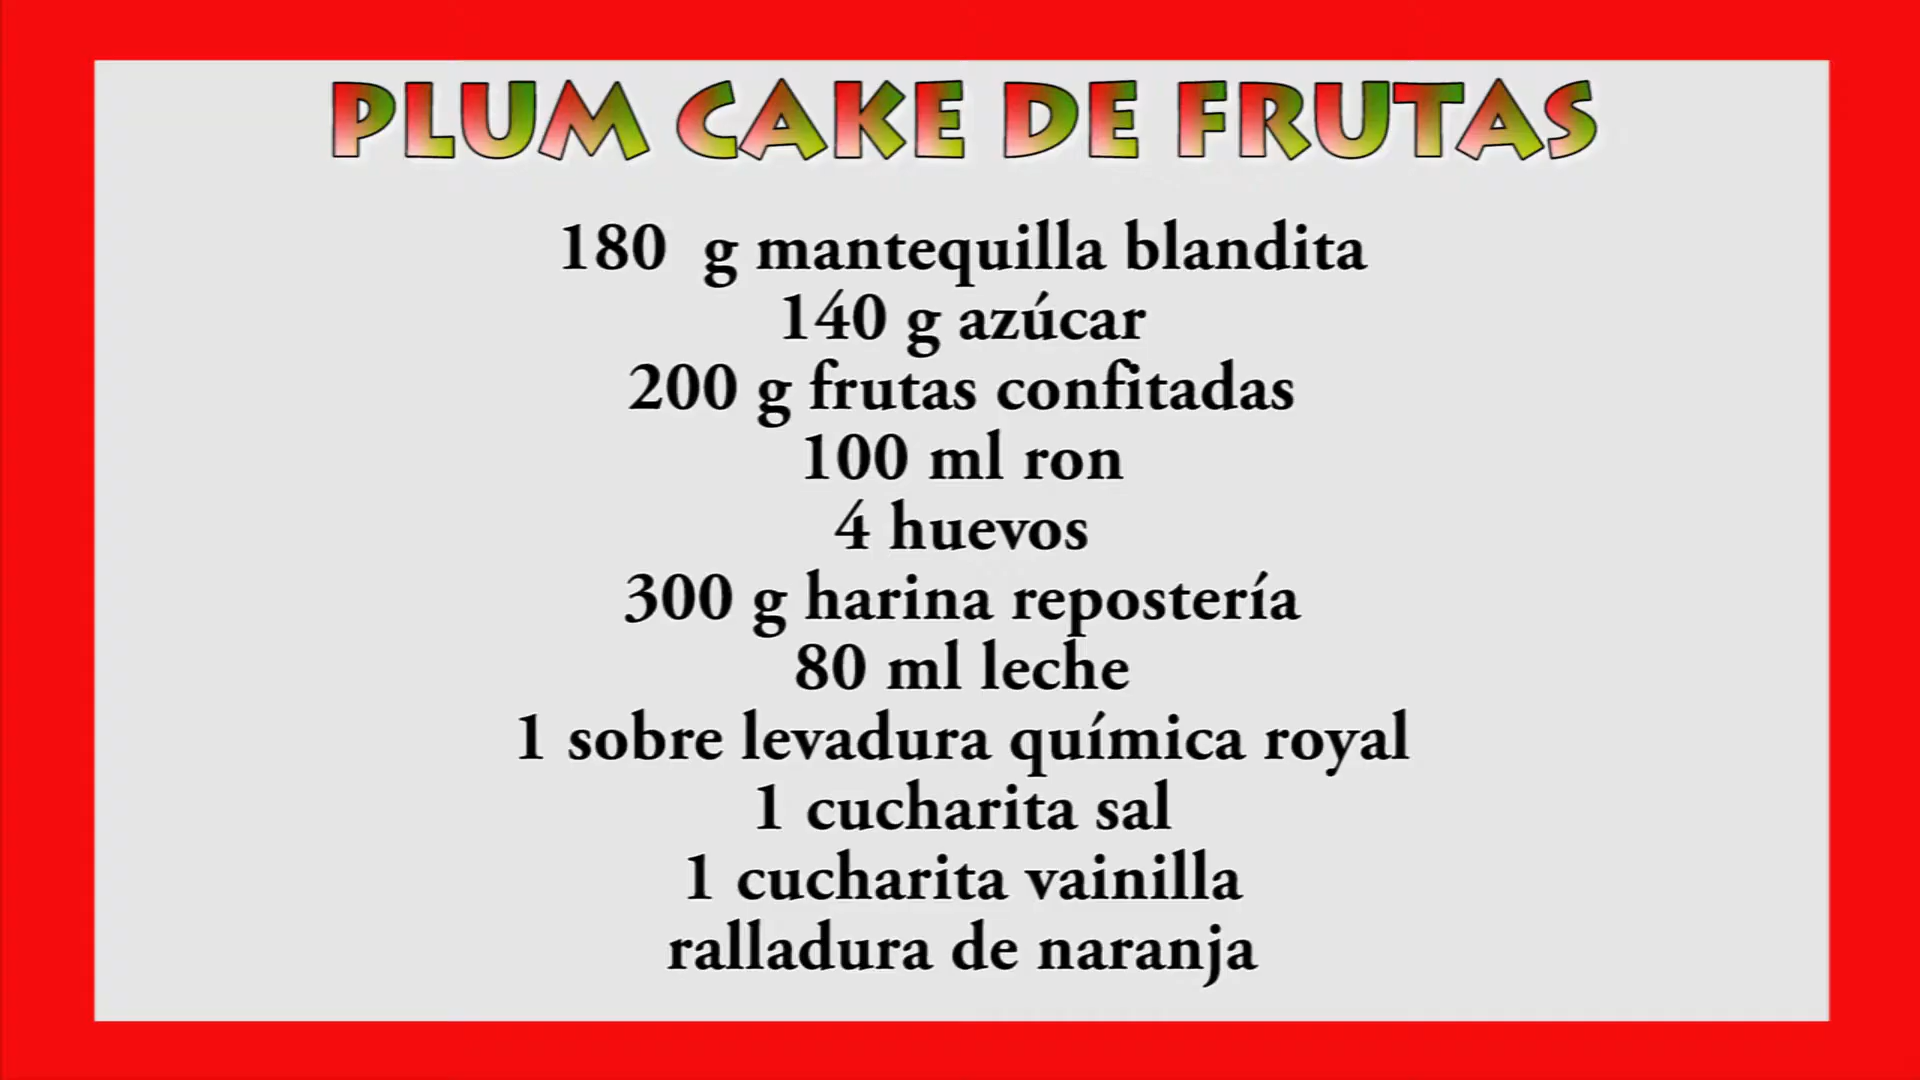 PLUM CAKE DE FRUTAS
180 g mantequilla blandita
140 g azúcar
200 g frutas confitadas
100 ml ron
4 huevos
300 g harina repostería
80 ml leche
1 sobre levadura química royal
1 cucharita sal
1 cucharita vainilla
ralladura de naranja